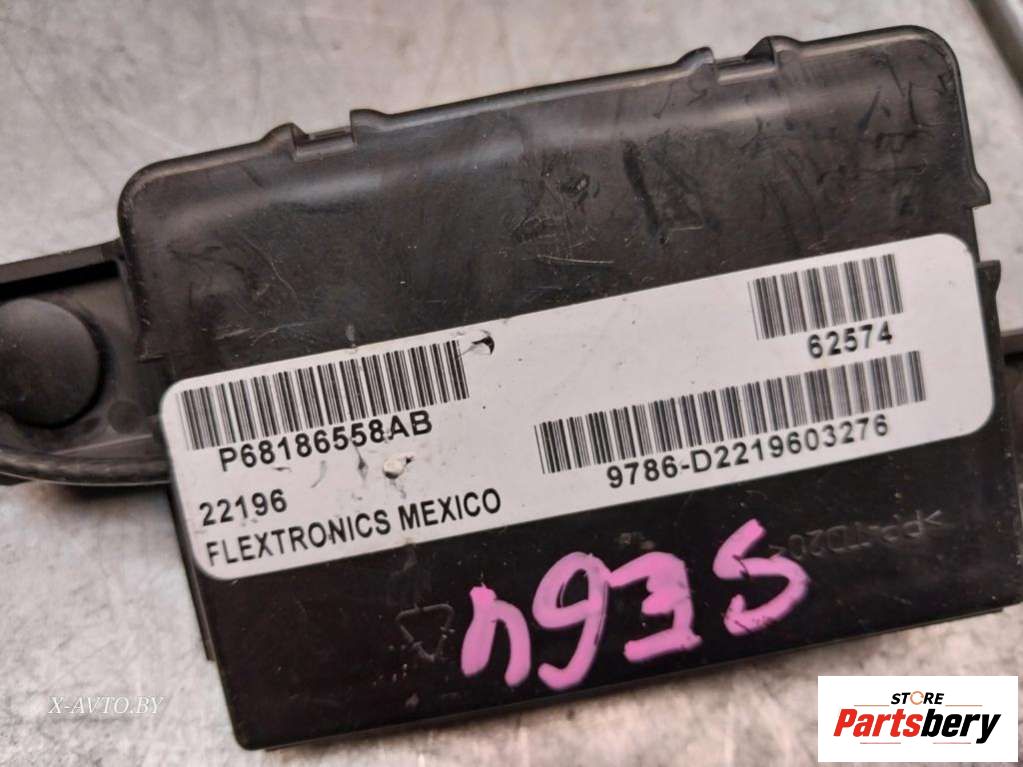 62574
P68186558AB
9786-D2219603276
22196
FLEXTRONICS MEXICO
X-AVTO.BY
STORE
Partsbery